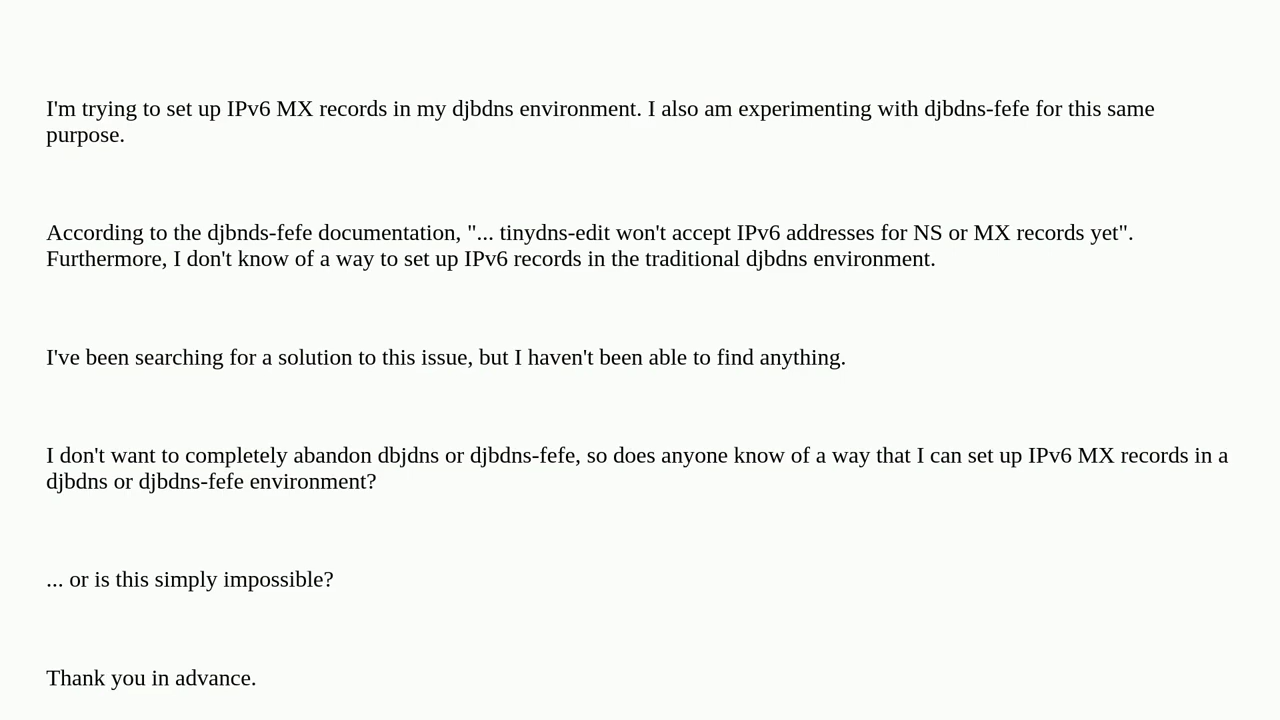 I'm trying to set up IPv6 MX records in my djbdns environment. I also am experimenting with djbdns-fefe for this same
purpose.
According to the djbnds-fefe documentation, "... tinydns-edit won't accept IPv6 addresses for NS or MX records yet".
Furthermore, I don't know of a way to set up IPv6 records in the traditional djbdns environment.
I've been searching for a solution to this issue, but I haven't been able to find anything.
I don't want to completely abandon dbjdns or djbdns-fefe, so does anyone know of a way that I can set up IPv6 MX records in a
djbdns or djbdns-fefe environment?
... or is this simply impossible?
Thank you in advance.